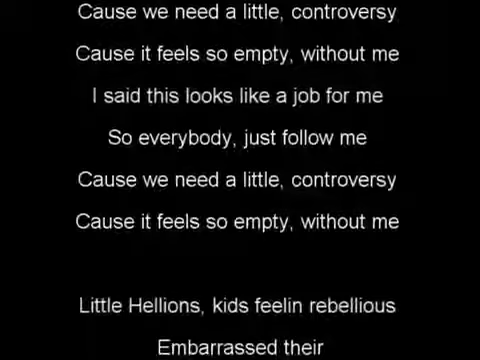 Cause we need a little, controversy
Cause it feels so empty, without me
I said this looks like a job for me
So everybody, just follow me
Cause we need a little, controversy
Cause it feels so empty, without me
Little Hellions, kids feelin rebellious
Embarrassed their